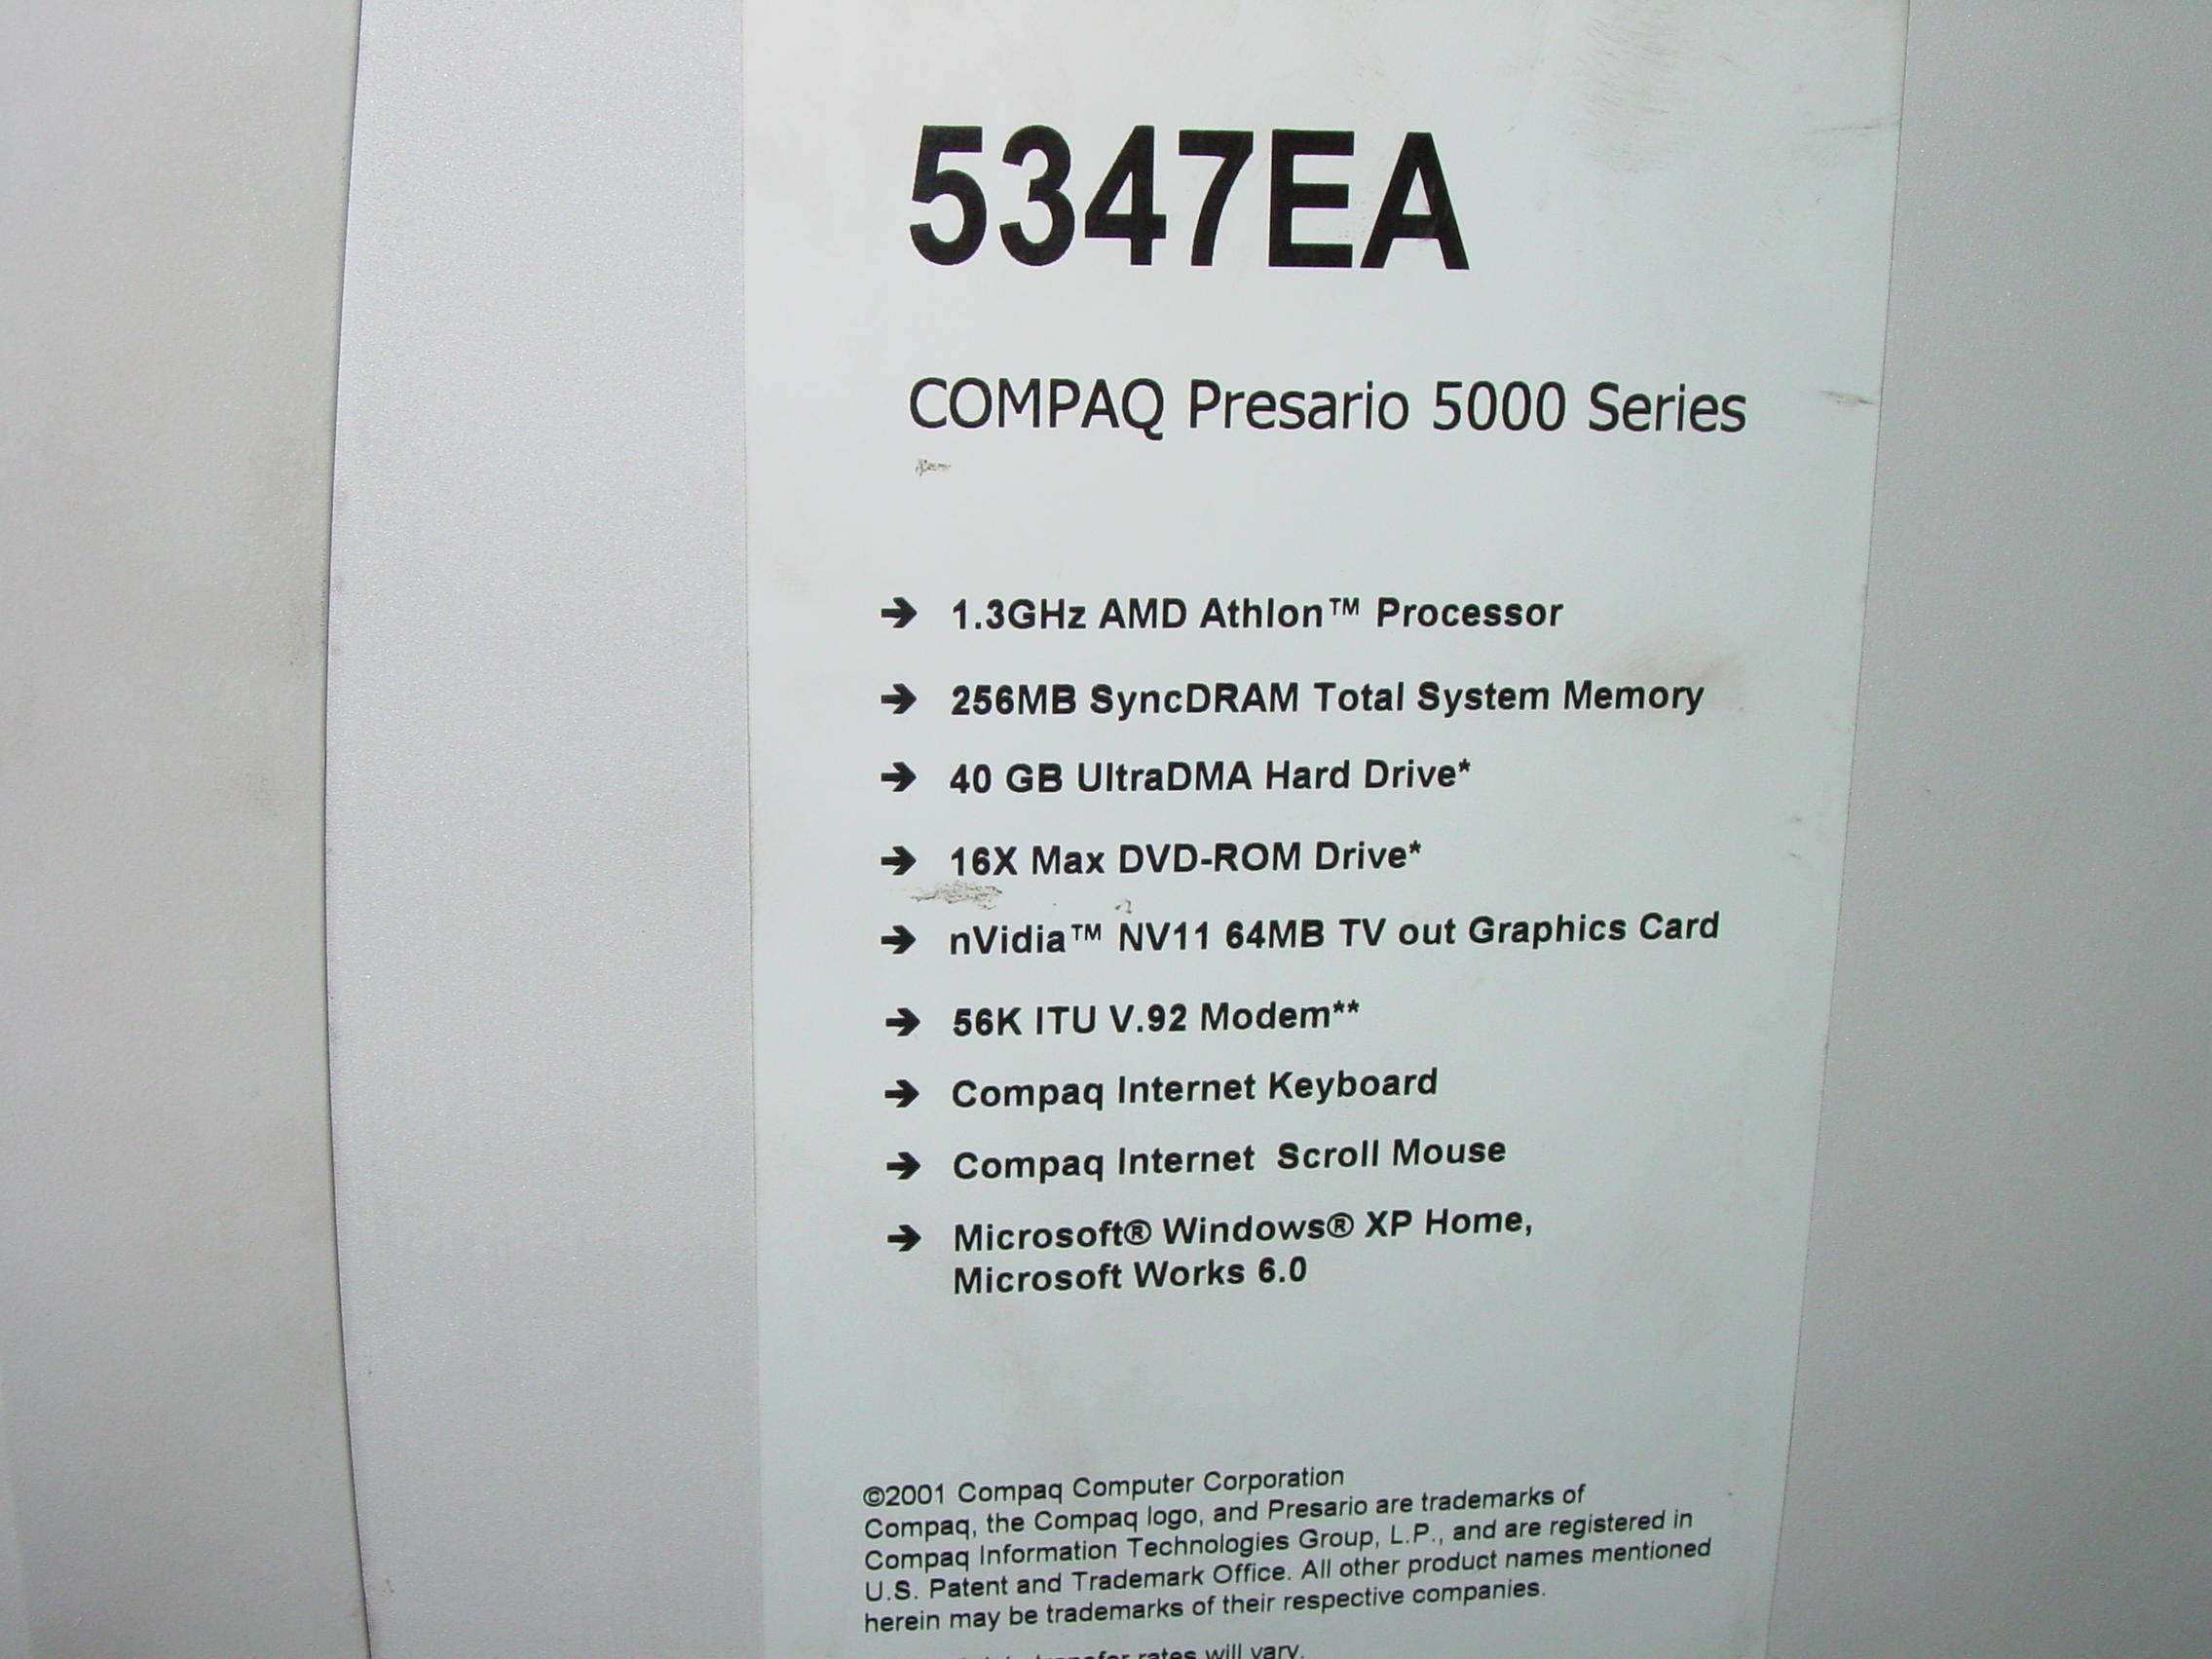 5347EA
COMPAQ Presario 5000 Series
➔ 1.3GHz AMD Athlon™ Processor
➔ 256MB SyncDRAM Total System Memory
➔ 40 GB UltraDMA Hard Drive*
➔ 16X Max DVD-ROM Drive*
➔ nVidia™ NV11 64MB TV out Graphics Card
➔ 56K ITU V.92 Modem**
➔ Compaq Internet Keyboard
➔ Compaq Internet Scroll Mouse
➔ Microsoft® Windows® XP Home,
Microsoft Works 6.0
©2001 Compaq Computer Corporation
Compaq, the Compaq logo, and Presario are trademarks of
Compaq Information Technologies Group, L.P., and are registered in
U.S. Patent and Trademark Office. All other product names mentioned
herein may be trademarks of their respective companies.
transfer rates will vary.